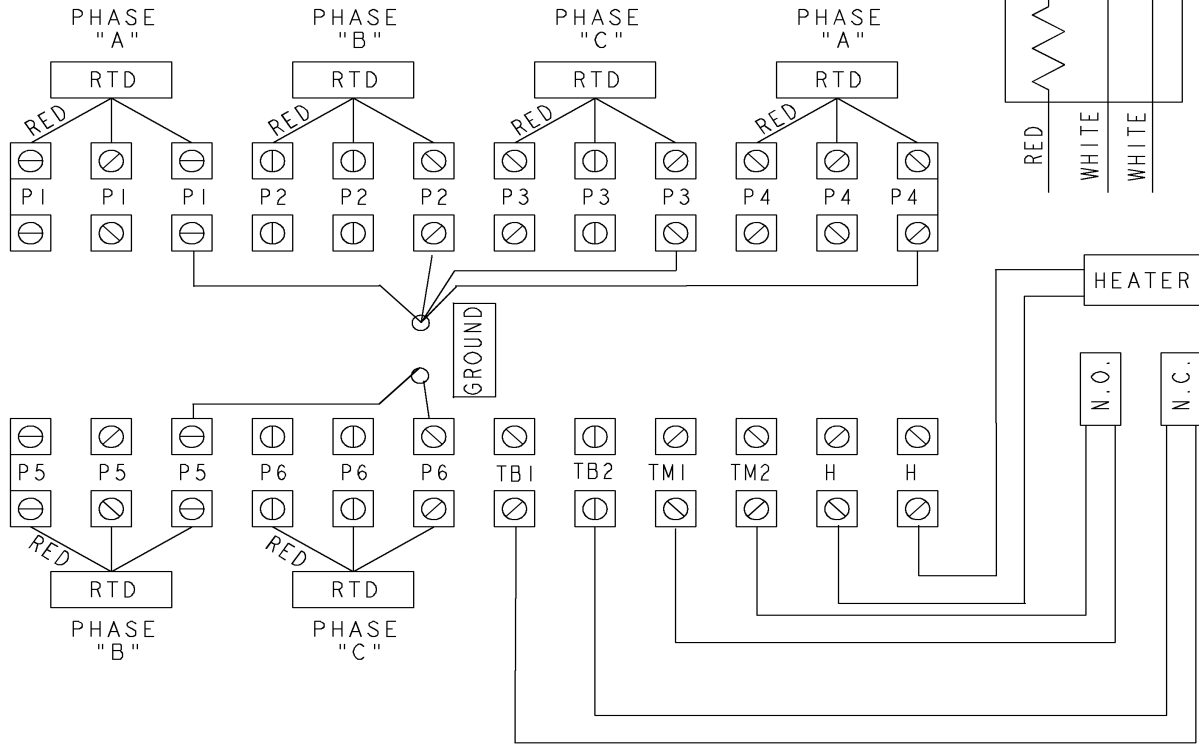 PHASE "A"
PHASE "B"
PHASE "C"
PHASE "A"
RTD
RTD
RTD
RTD
RED
RED
RED
RED
RED
WHITE
WHITE
P1 P1 P1 P2 P2 P2 P3 P3 P3 P4 P4 P4
HEATER
GROUND
N.O.
N.C.
P5 P5 P5 P6 P6 P6 TB1 TB2 TM1 TM2 H H
RED
RED
RTD
RTD
PHASE "B"
PHASE "C"